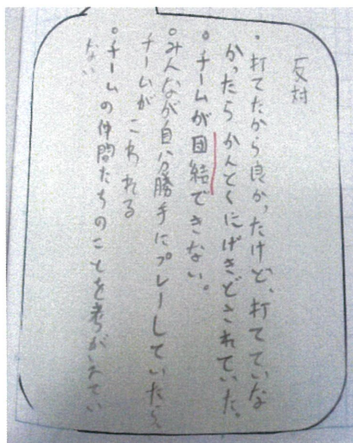 反対
・打てたから良かったけど、打てていな
かったらかんとくにげきどされていた。
・チームが団結できない。
・みんなが自分勝手にプレーしていたら、
チームがこわれる
・チームの仲間たちのことを考がえてい
ない